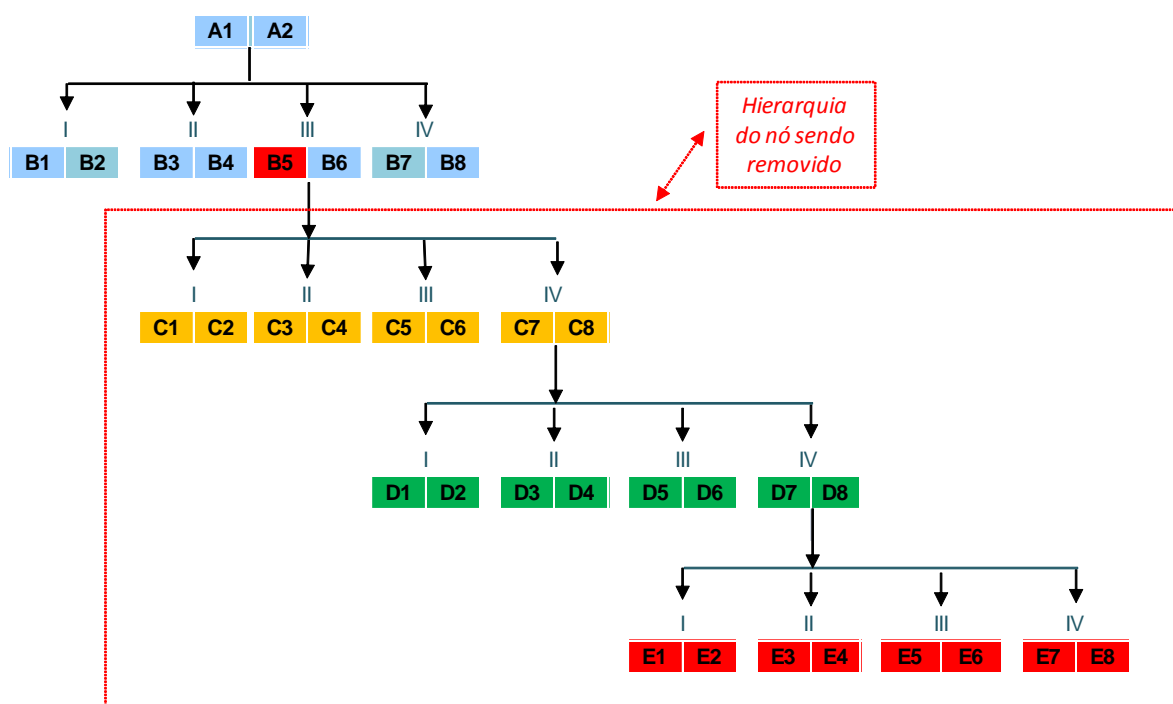 A1 A2
Hierarquia
do nó sendo
removido
I II III IV
B1 B2 B3 B4 B5 B6 B7 B8
I II III IV
C1 C2 C3 C4 C5 C6 C7 C8
I II III IV
D1 D2 D3 D4 D5 D6 D7 D8
I II III IV
E1 E2 E3 E4 E5 E6 E7 E8